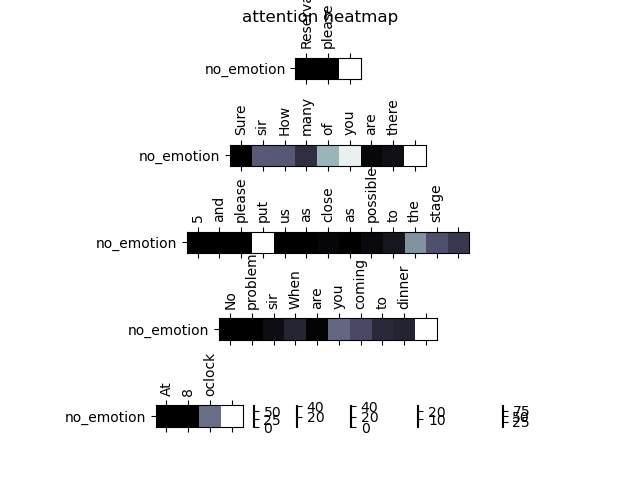 attention heatmap
please
no_emotion
Sure sir How many of you are there
no_emotion
5 and please put us as close as possible to the stage
no_emotion
No problem sir When are you coming to dinner
no_emotion
At 8 oclock
no_emotion
50 25 0
40 20
40 20 0
20 10
75 50 25